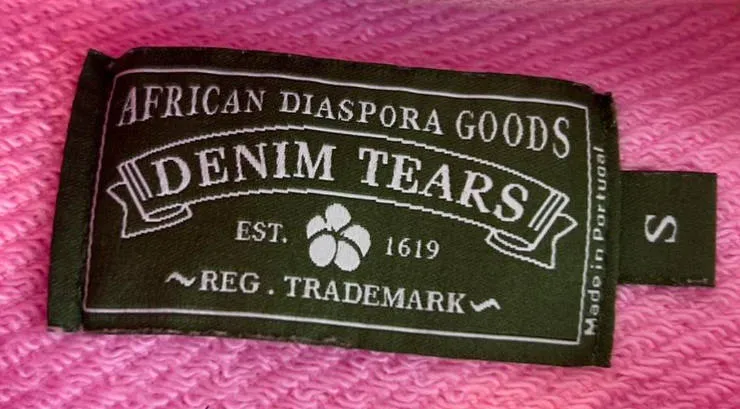 AFRICAN DIASPORA GOODS
DENIM TEARS
EST. 1619
~REG. TRADEMARK~
Made in Portugal
S